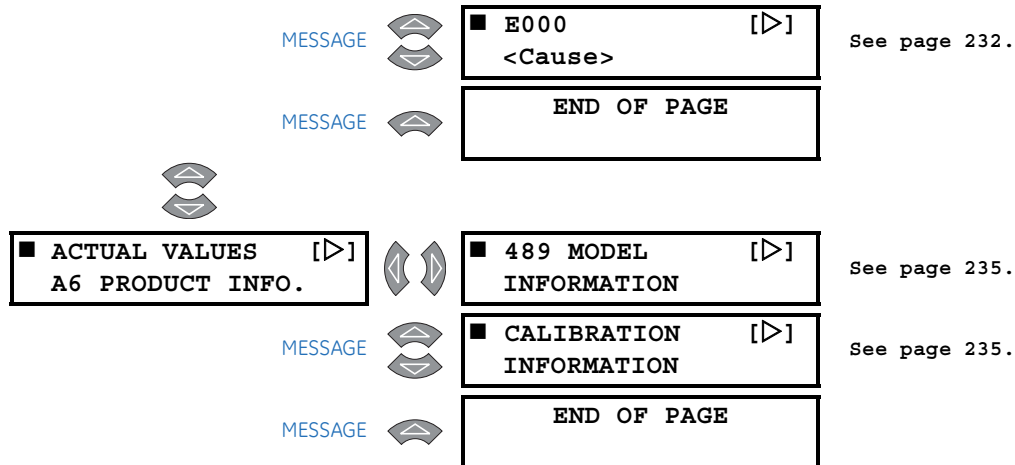 MESSAGE
■ E000 [▷]
<Cause>
See page 232.
MESSAGE
END OF PAGE
■ ACTUAL VALUES [▷]
A6 PRODUCT INFO.
■ 489 MODEL [▷]
INFORMATION
See page 235.
MESSAGE
■ CALIBRATION [▷]
INFORMATION
See page 235.
MESSAGE
END OF PAGE